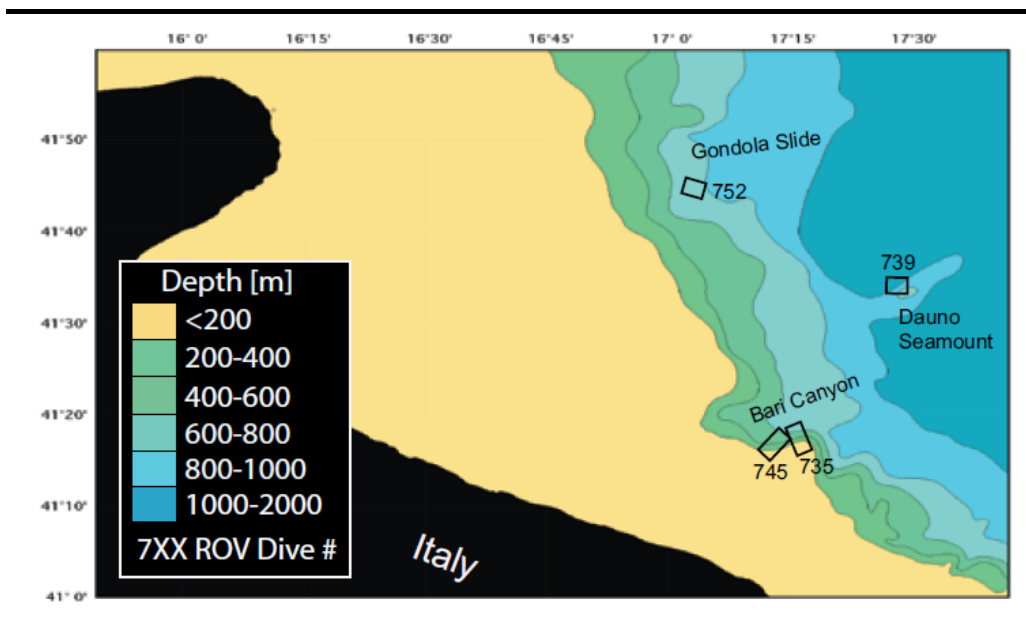 16° 0' 16°15' 16°30' 16°45' 17° 0' 17°15' 17°30'
41°50'
Gondola Slide
752
41°40'
739
Depth [m]
<200
41°30'
Dauno
Seamount
200-400
400-600
Bari Canyon
41°20'
600-800
800-1000
745 735
1000-2000
41°10'
7XX ROV Dive #
Italy
41° 0'